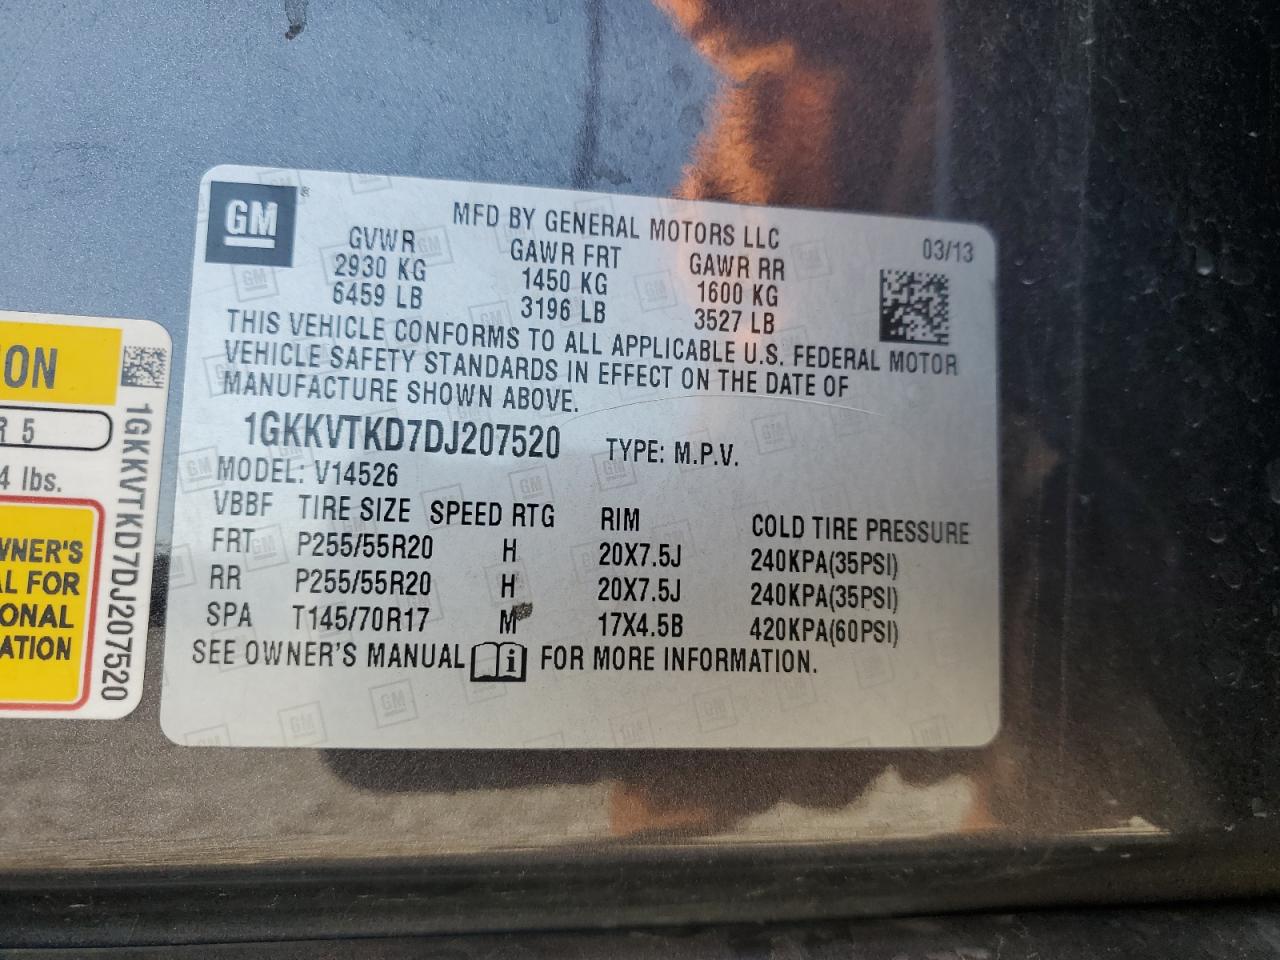 GM
MFD BY GENERAL MOTORS LLC
03/13
GVWR GAWR FRT GAWR RR
2930 KG 1450 KG 1600 KG
6459 LB 3196 LB 3527 LB
THIS VEHICLE CONFORMS TO ALL APPLICABLE U.S. FEDERAL MOTOR
VEHICLE SAFETY STANDARDS IN EFFECT ON THE DATE OF
MANUFACTURE SHOWN ABOVE.
1GKKVTKD7DJ207520 TYPE: M.P.V.
MODEL: V14526
VBBF TIRE SIZE SPEED RTG RIM COLD TIRE PRESSURE
FRT P255/55R20 H 20X7.5J 240KPA(35PSI)
RR P255/55R20 H 20X7.5J 240KPA(35PSI)
SPA T145/70R17 M 17X4.5B 420KPA(60PSI)
SEE OWNER'S MANUAL i FOR MORE INFORMATION.
ON
R 5
4 lbs.
WNER'S
AL FOR
IONAL
ATION
1GKKVTKD7DJ207520